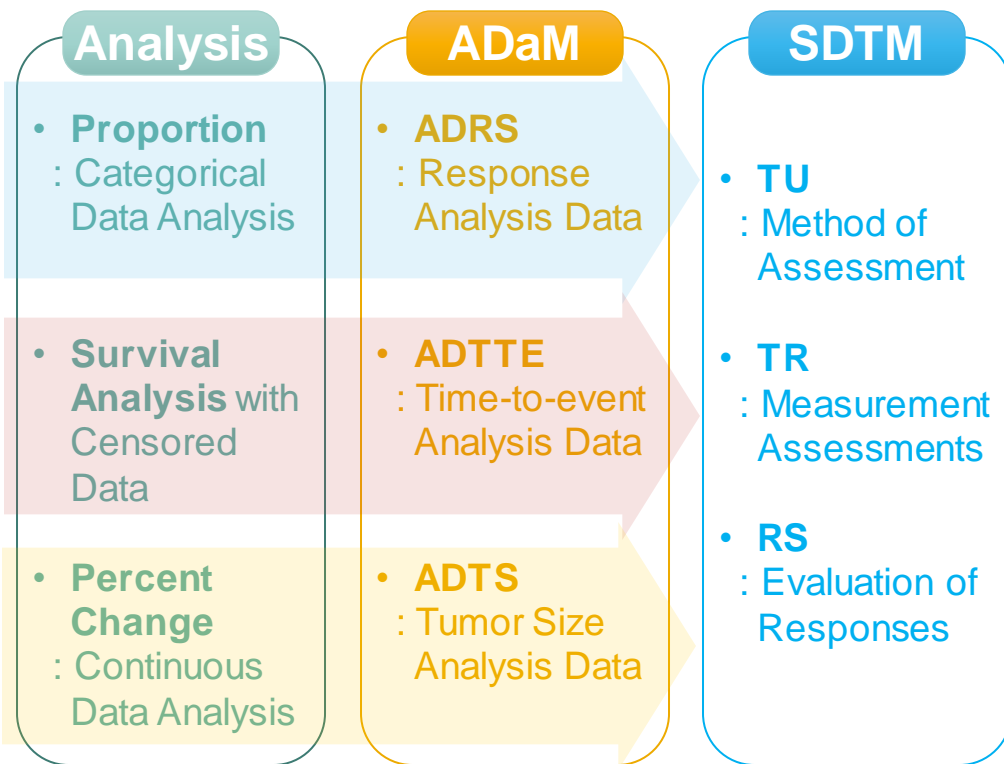 Analysis
• Proportion
: Categorical
Data Analysis
• Survival
Analysis with
Censored
Data
• Percent
Change
: Continuous
Data Analysis
ADaM
• ADRS
: Response
Analysis Data
• ADTTE
: Time-to-event
Analysis Data
• ADTS
: Tumor Size
Analysis Data
SDTM
• TU
: Method of
Assessment
• TR
: Measurement
Assessments
• RS
: Evaluation of
Responses